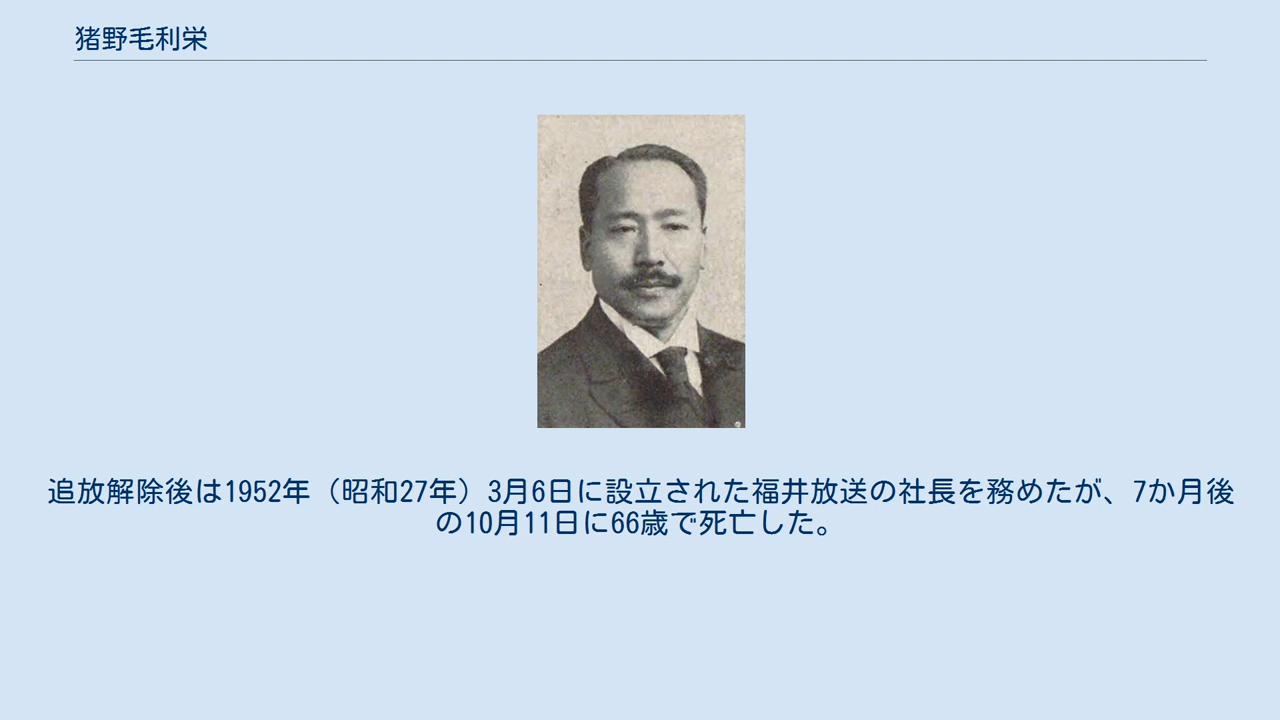 猪野毛利栄
追放解除後は1952年（昭和27年）3月6日に設立された福井放送の社長を務めたが、7か月後
の10月11日に66歳で死亡した。